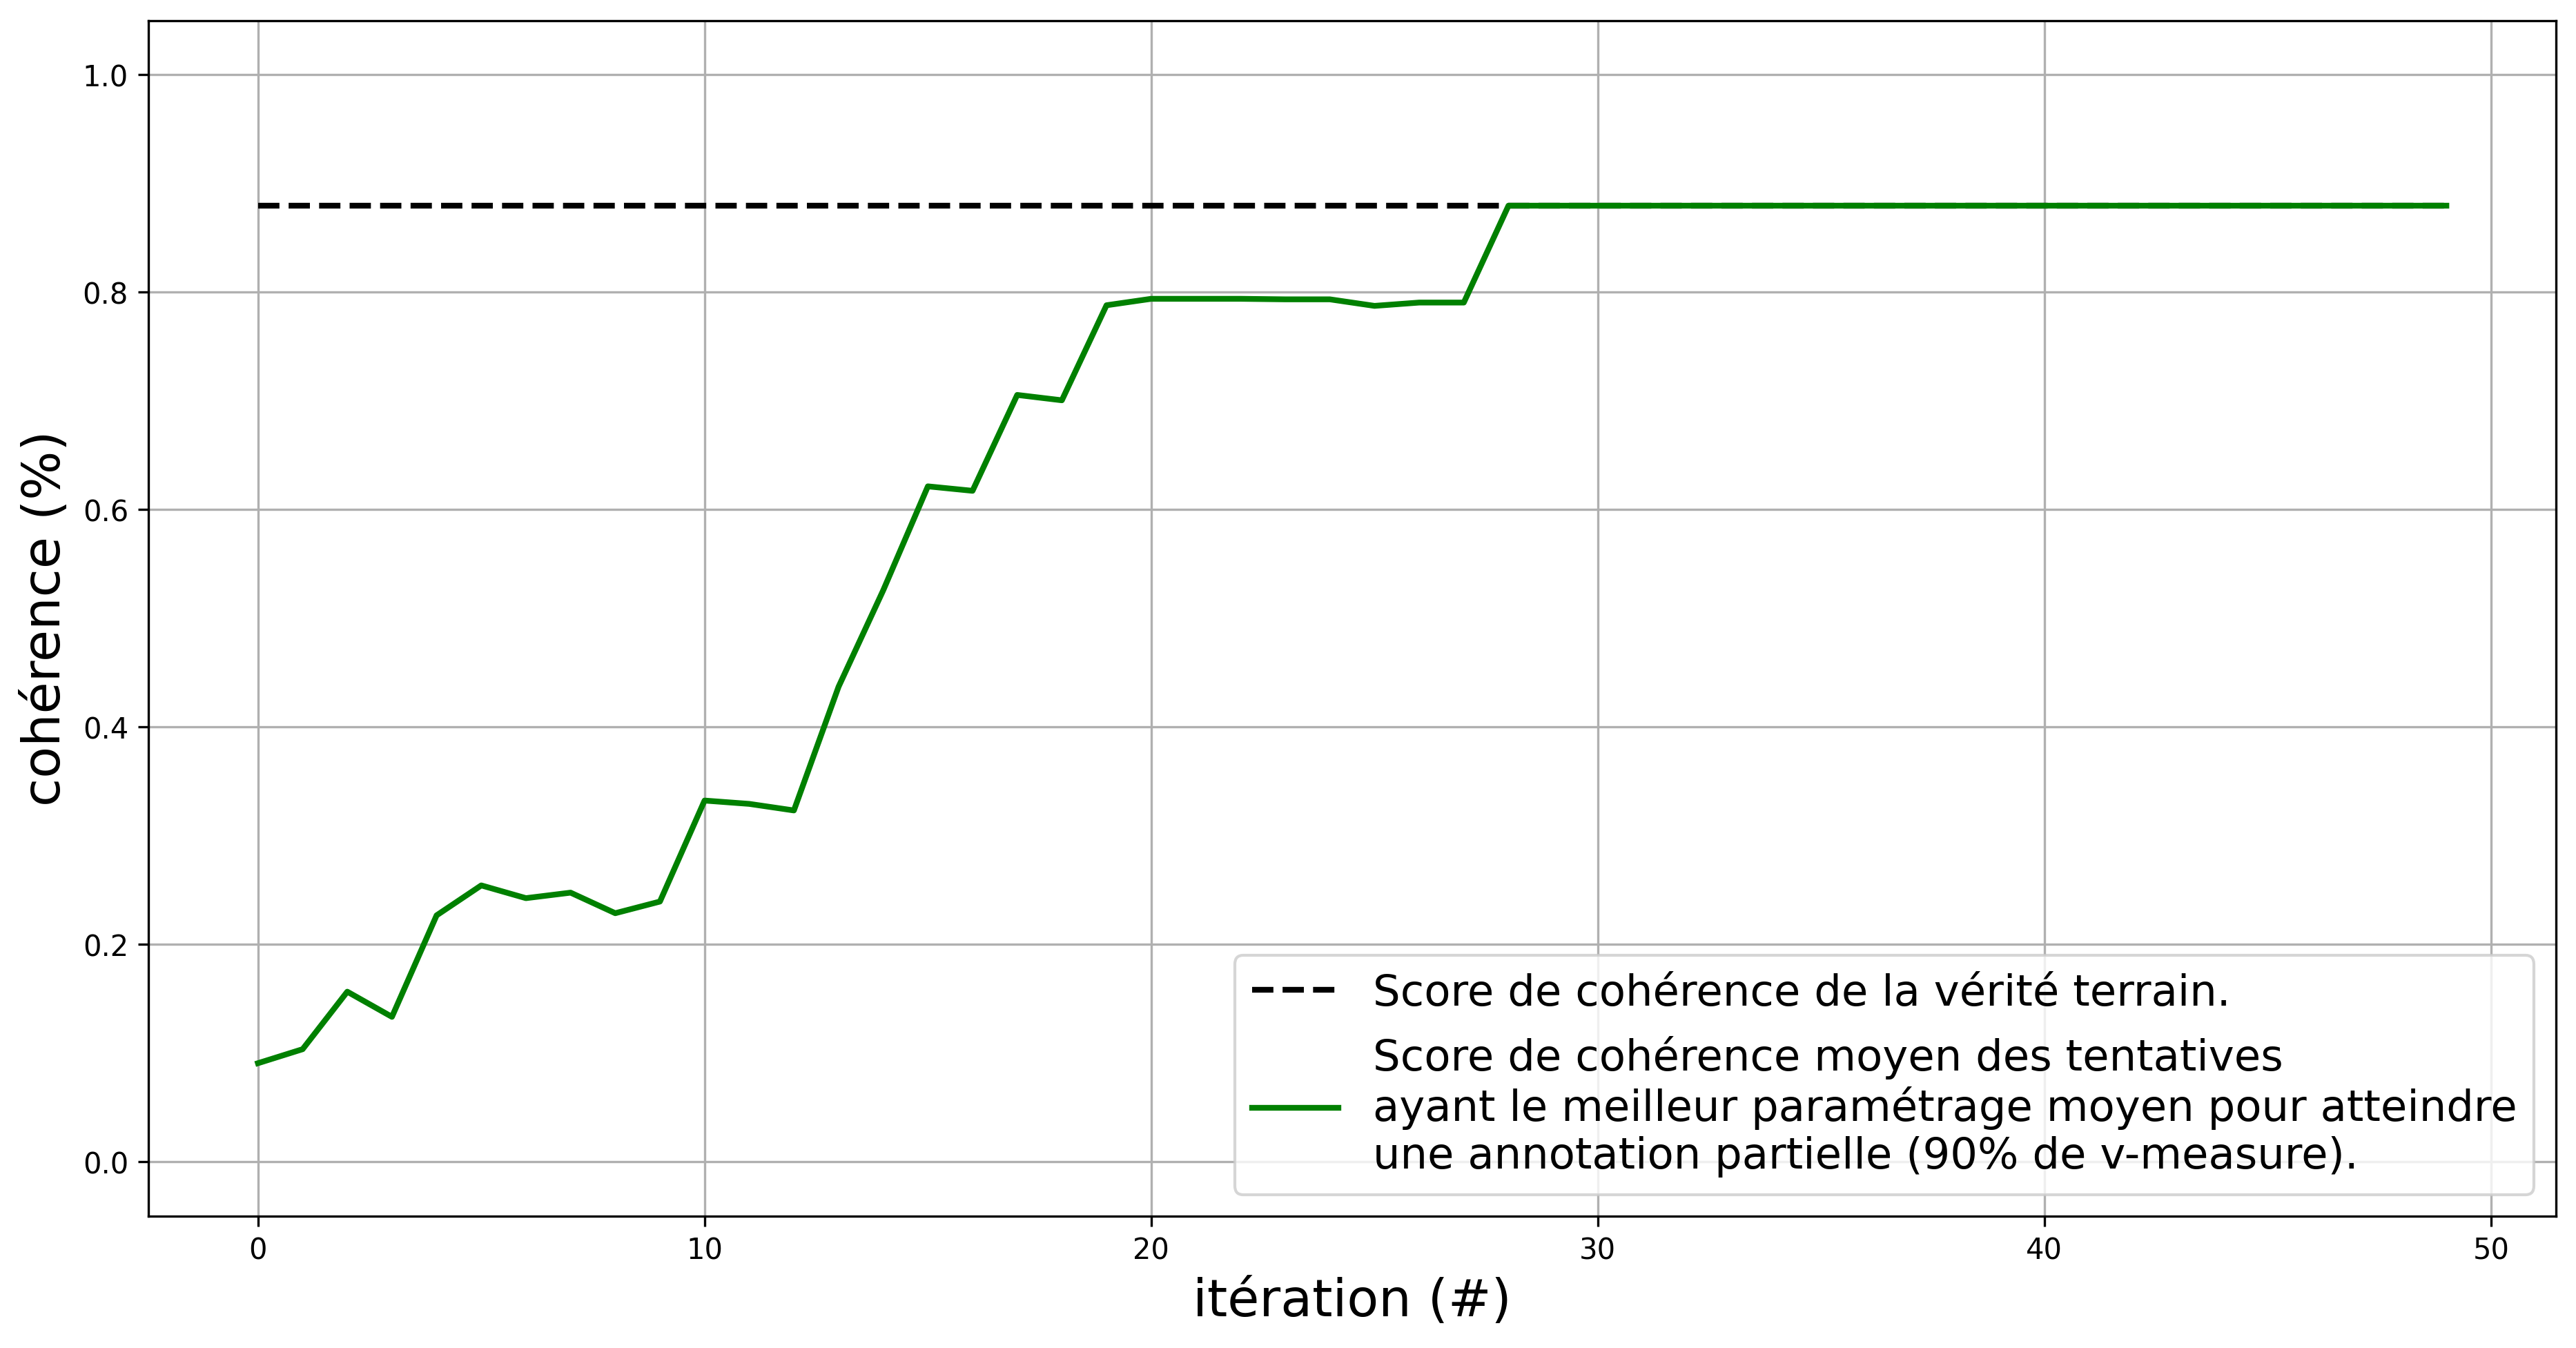 1.0
0.8
0.6
0.4
0.2
0.0
cohérence (%)
0 10 20 30 40 50
itération (#)
Score de cohérence de la vérité terrain.
Score de cohérence moyen des tentatives
ayant le meilleur paramétrage moyen pour atteindre
une annotation partielle (90% de v-measure).